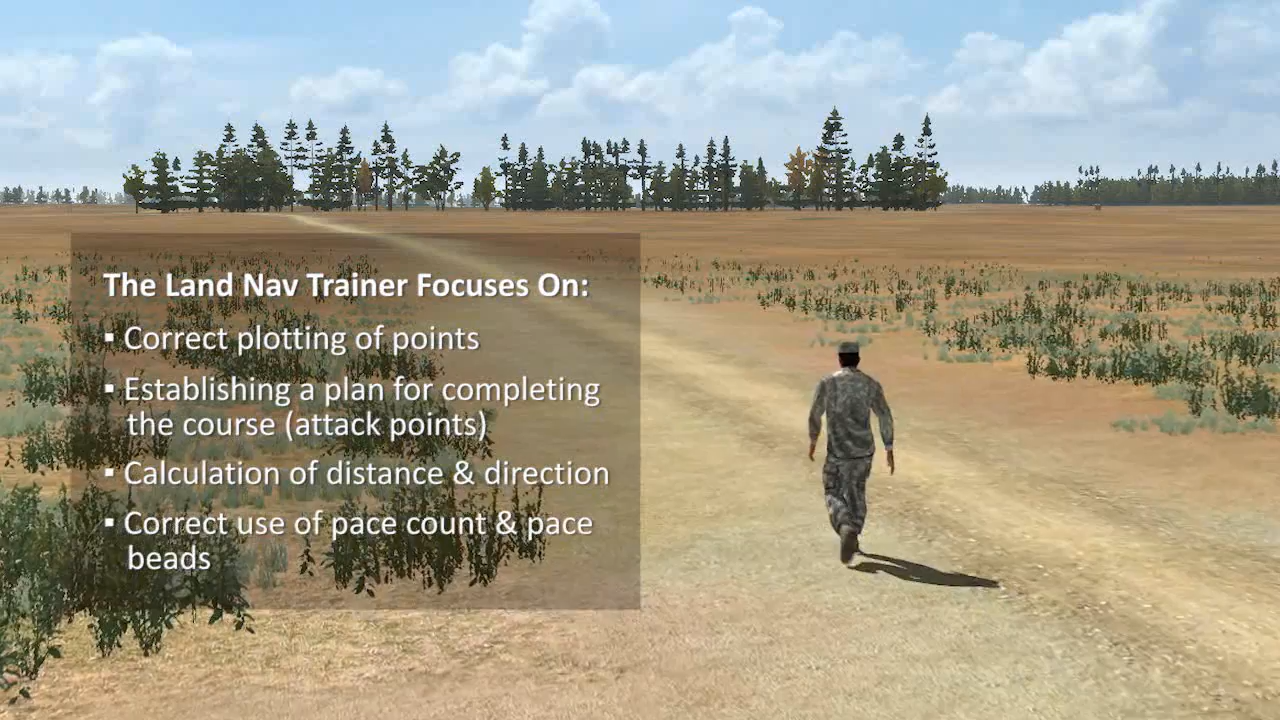 The Land Nav Trainer Focuses On:
▪ Correct plotting of points
▪ Establishing a plan for completing
the course (attack points)
▪ Calculation of distance & direction
▪ Correct use of pace count & pace
beads